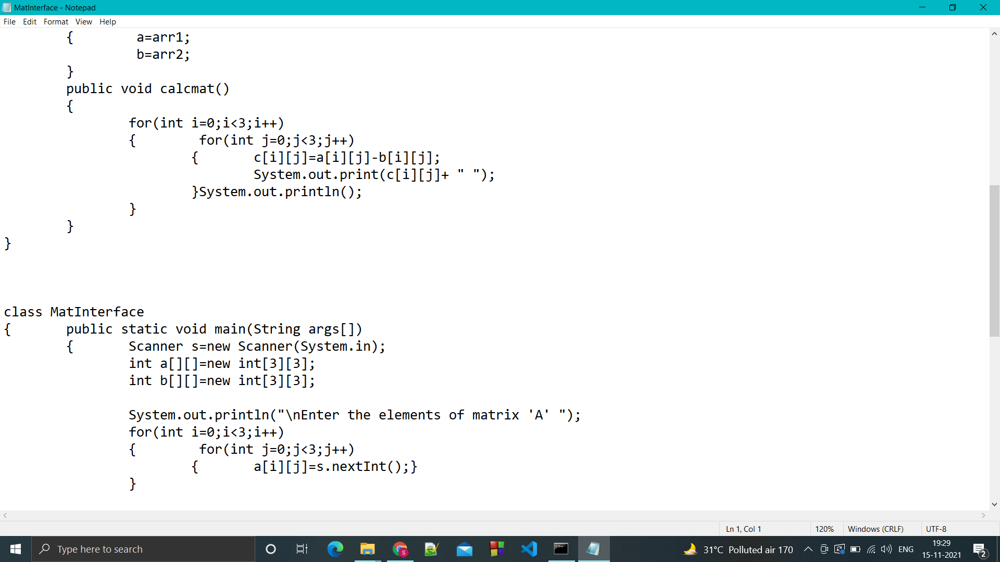 MatInterface - Notepad
File Edit Format View Help
{ a=arr1;
b=arr2;
}
public void calcmat()
{
for(int i=0;i<3;i++)
{ for(int j=0;j<3;j++)
{ c[i][j]=a[i][j]-b[i][j];
System.out.print(c[i][j]+ " ");
}System.out.println();
}
}
}
class MatInterface
{ public static void main(String args[])
{ Scanner s=new Scanner(System.in);
int a[][]=new int[3][3];
int b[][]=new int[3][3];
System.out.println("\nEnter the elements of matrix 'A' ");
for(int i=0;i<3;i++)
{ for(int j=0;j<3;j++)
{ a[i][j]=s.nextInt();}
}
Ln 1, Col 1 120% Windows (CRLF) UTF-8
Type here to search S 31°C Polluted air 170 ENG 19:29 2
15-11-2021